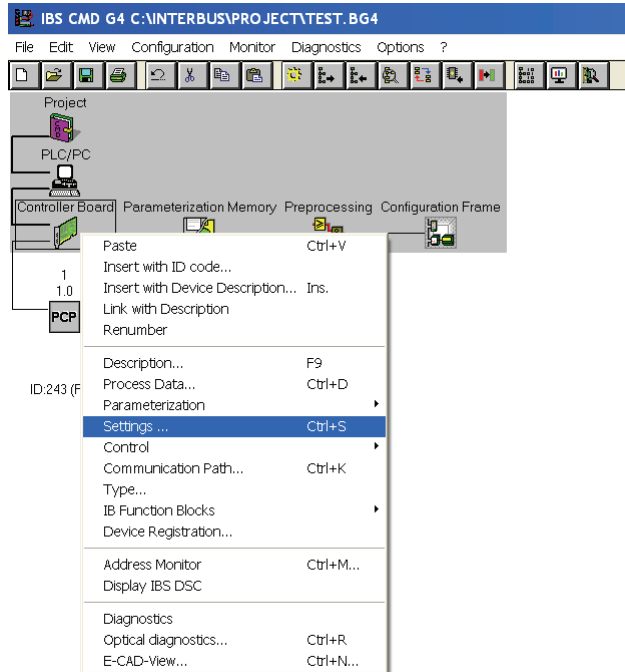 IBS CMD G4 C:\INTERBUS\PROJECT\TEST.BG4
File Edit View Configuration Monitor Diagnostics Options ?
Project
PLC/PC
Controller Board Parameterization Memory Preprocessing Configuration Frame
1
1.0
PCP
ID:243 (F
Paste Ctrl+V
Insert with ID code...
Insert with Device Description... Ins.
Link with Description
Renumber
Description... F9
Process Data... Ctrl+D
Parameterization
Settings ... Ctrl+S
Control
Communication Path... Ctrl+K
Type...
IB Function Blocks
Device Registration...
Address Monitor Ctrl+M...
Display IBS DSC
Diagnostics
Optical diagnostics... Ctrl+R
E-CAD-View... Ctrl+N...